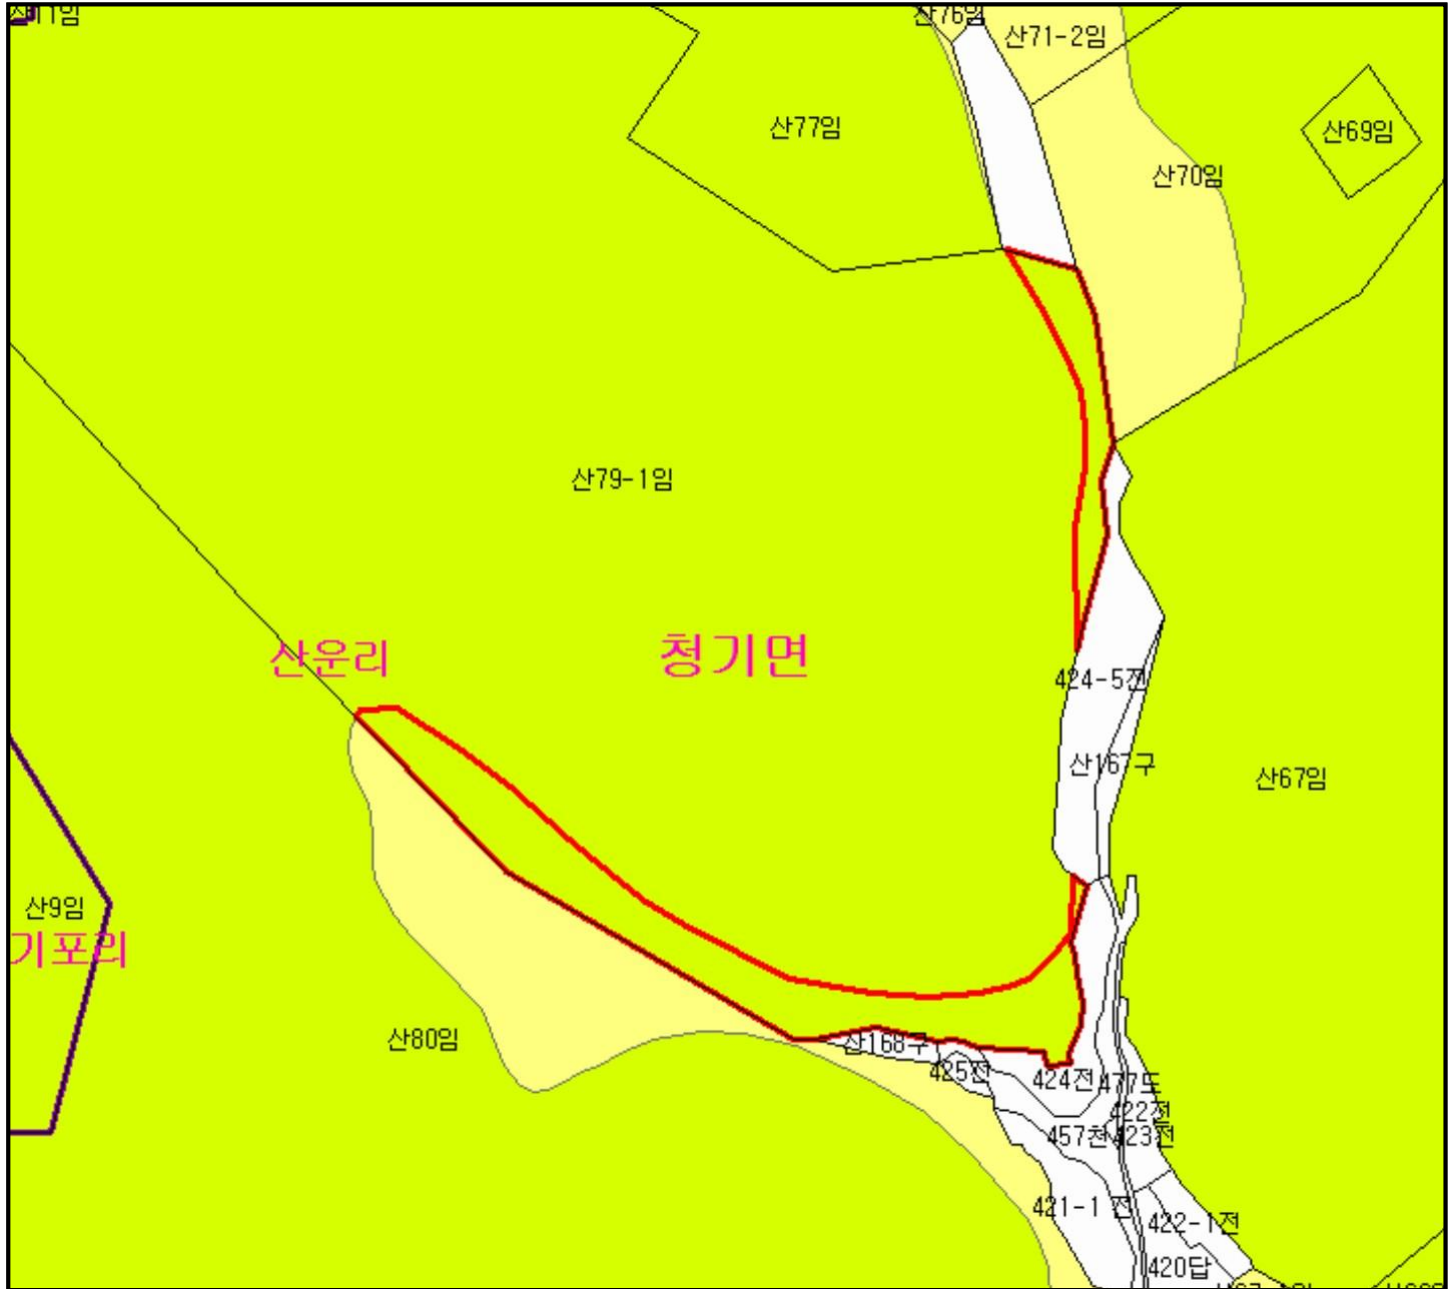 산76임
산71-2임
산77임
산69임
산70임
산79-1임
산운리
청기면
424-5전
산167구
산67임
산9임
기포리
산80임
산168구
425전
424전
477도
422전
457천
423전
421-1 전
422-1전
420답